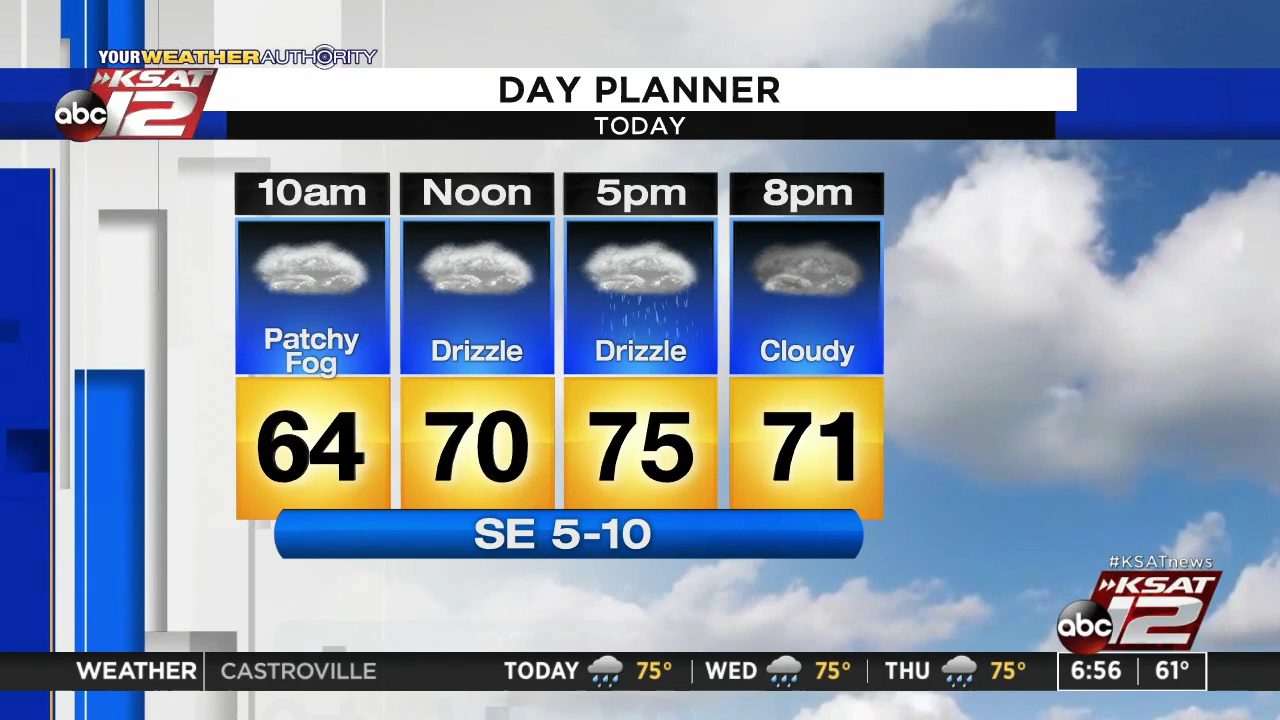 YOURWEATHERAUTHORITY
KSAT
abc 12
DAY PLANNER
TODAY
10am Noon 5pm 8pm
Patchy
Fog
Drizzle Drizzle Cloudy
64 70 75 71
SE 5-10
#KSATnews
KSAT
abc 12
WEATHER CASTROVILLE TODAY 75° WED 75° THU 75° 6:56 61°